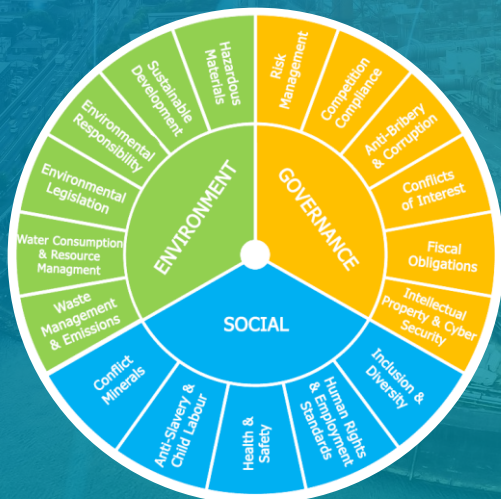 ENVIRONMENT
Hazardous
Materials
Sustainable
Development
Environmental
Responsibility
Environmental
Legislation
Water Consumption
& Resource
Managment
Waste
Management
& Emissions
GOVERNANCE
Risk
Management
Competition
Compliance
Anti-Bribery
& Corruption
Conflicts
of Interest
Fiscal
Obligations
Intellectual
Property & Cyber
Security
SOCIAL
Inclusion &
Diversity
Human Rights
& Employment
Standards
Health &
Safety
Anti-Slavery &
Child Labour
Conflict
Minerals